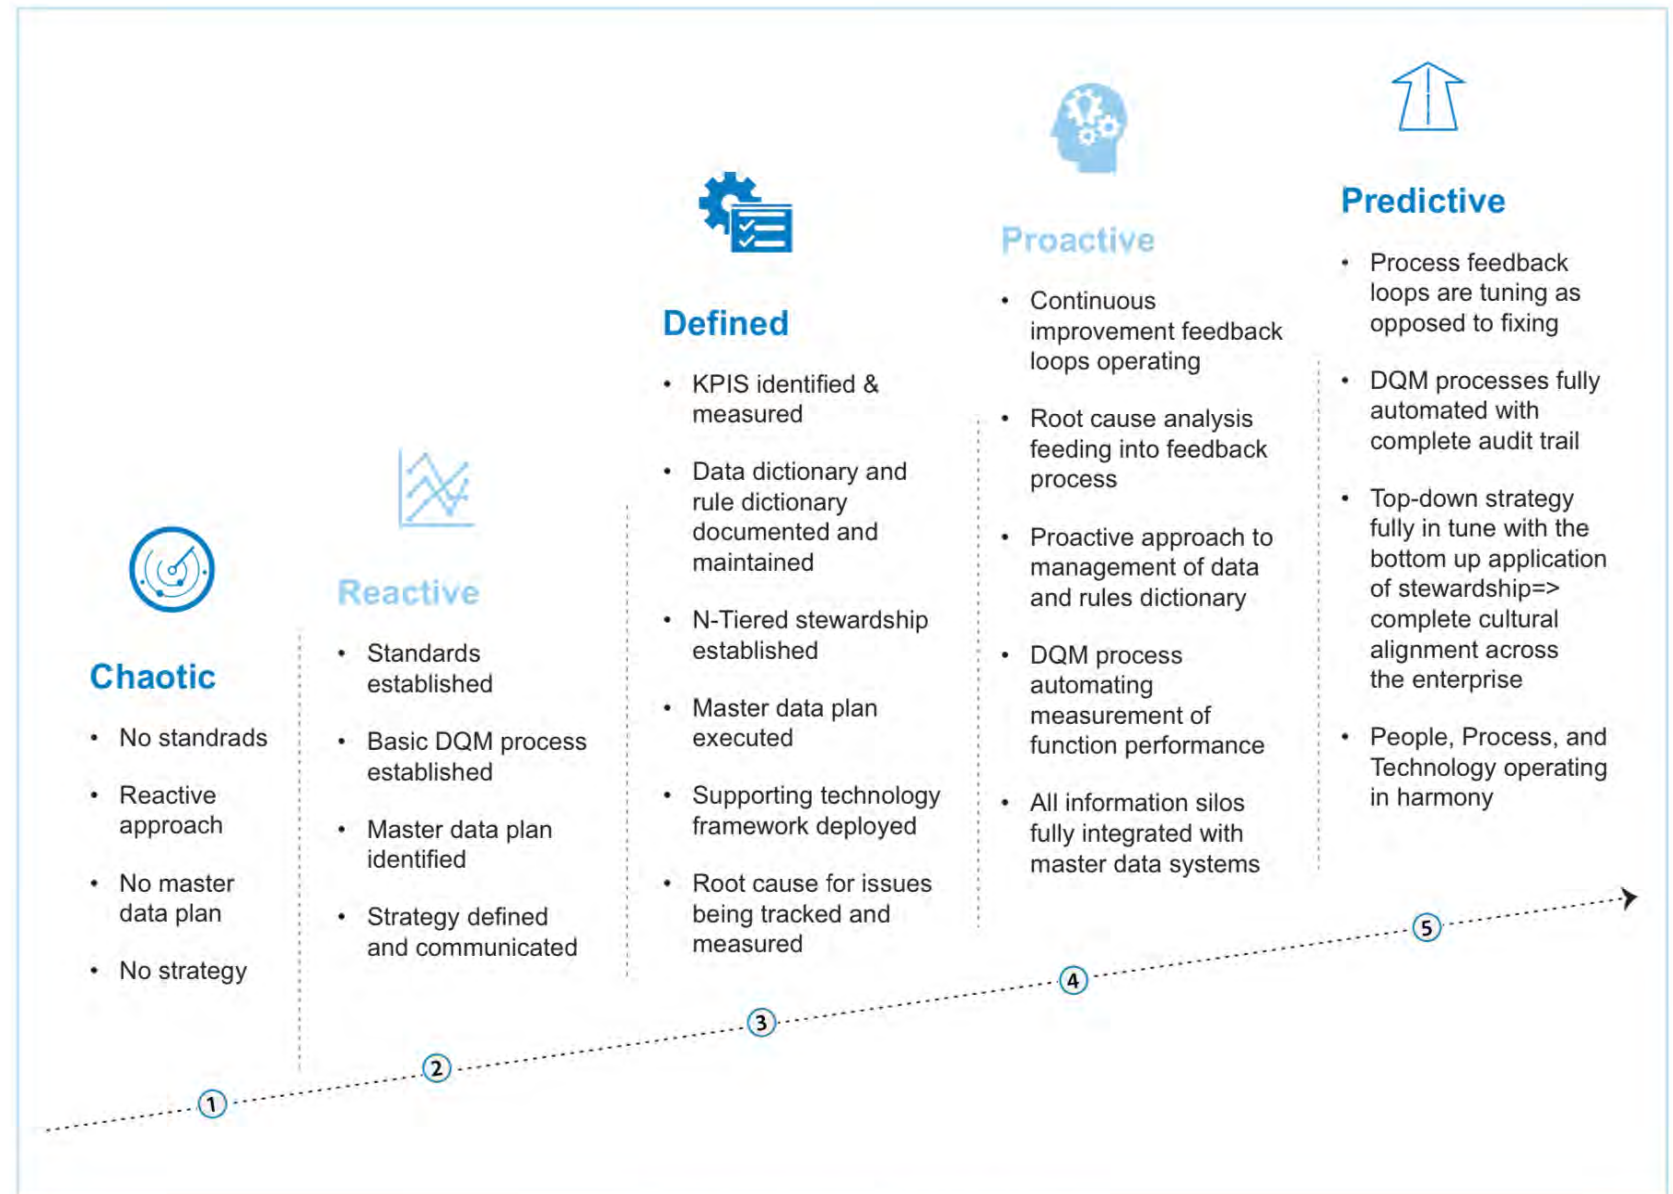 Chaotic
• No standrads
• Reactive
approach
• No master
data plan
• No strategy
Reactive
• Standards
established
• Basic DQM process
established
• Master data plan
identified
• Strategy defined
and communicated
Defined
• KPIS identified &
measured
• Data dictionary and
rule dictionary
documented and
maintained
• N-Tiered stewardship
established
• Master data plan
executed
• Supporting technology
framework deployed
• Root cause for issues
being tracked and
measured
Proactive
• Continuous
improvement feedback
loops operating
• Root cause analysis
feeding into feedback
process
• Proactive approach to
management of data
and rules dictionary
• DQM process
automating
measurement of
function performance
• All information silos
fully integrated with
master data systems
Predictive
• Process feedback
loops are tuning as
opposed to fixing
• DQM processes fully
automated with
complete audit trail
• Top-down strategy
fully in tune with the
bottom up application
of stewardship=>
complete cultural
alignment across
the enterprise
• People, Process, and
Technology operating
in harmony
1
2
3
4
5